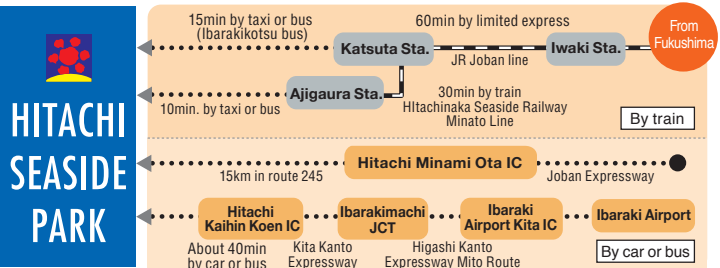 HITACHI
SEASIDE
PARK
15min by taxi or bus
(Ibarakikotsu bus)
60min by limited express
From
Fukushima
Katsuta Sta.
Iwaki Sta.
JR Joban line
Ajigaura Sta.
10min. by taxi or bus
30min by train
HItachinaka Seaside Railway
Minato Line
By train
Hitachi Minami Ota IC
15km in route 245
Joban Expressway
Hitachi
Kaihin Koen IC
Ibarakimachi
JCT
Ibaraki
Airport Kita IC
Ibaraki Airport
About 40min
by car or bus
Kita Kanto
Expressway
Higashi Kanto
Expressway Mito Route
By car or bus